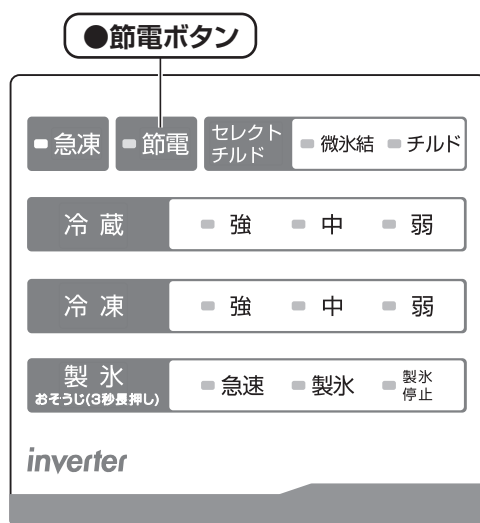 ●節電ボタン
急凍 節電 セレクト
チルド 微氷結 チルド
冷蔵 強 中 弱
冷凍 強 中 弱
製氷
おそうじ(3秒長押し) 急速 製氷 製氷
停止
inverter